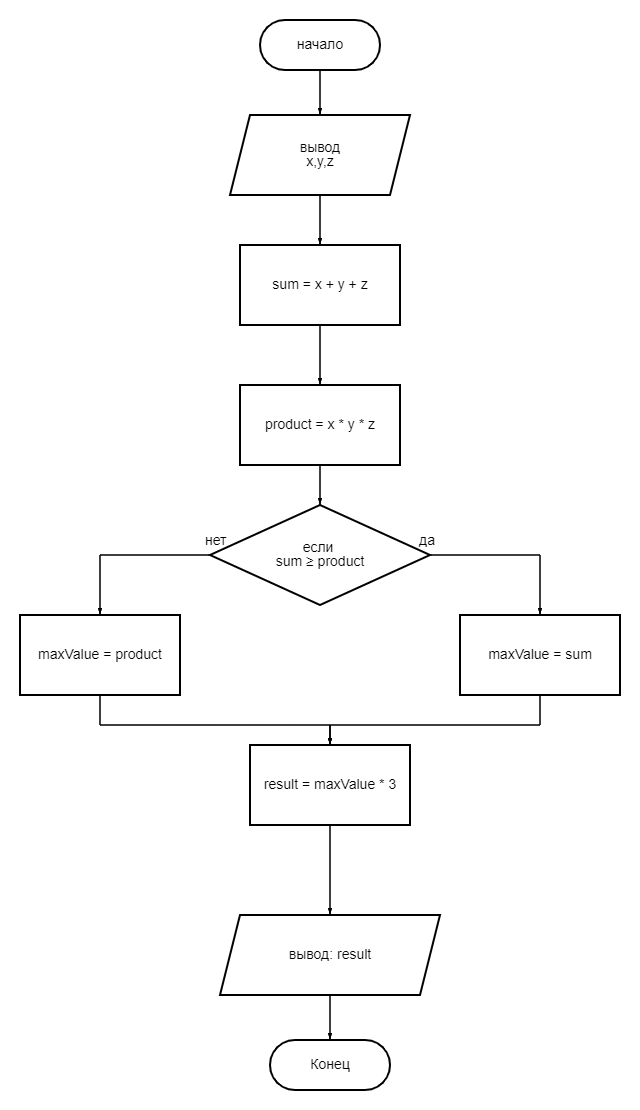 начало
вывод
x,y,z
sum = x + y + z
product = x * y * z
нет
если
sum ≥ product
да
maxValue = product
maxValue = sum
result = maxValue * 3
вывод: result
Конец